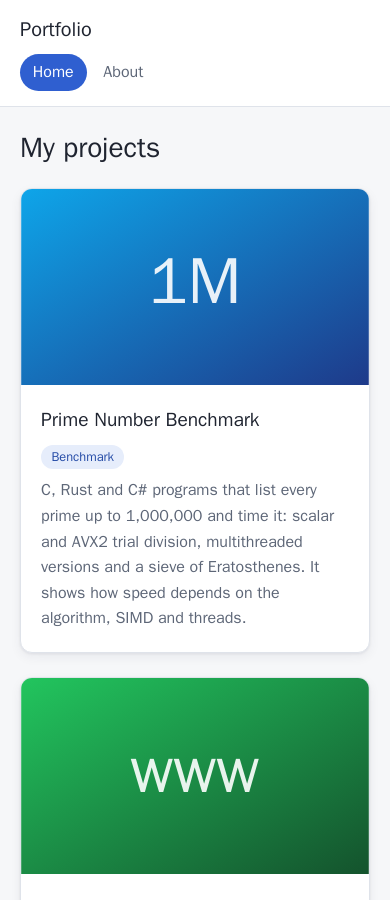 Portfolio
Home About
My projects
1M
Prime Number Benchmark
Benchmark
C, Rust and C# programs that list every
prime up to 1,000,000 and time it: scalar
and AVX2 trial division, multithreaded
versions and a sieve of Eratosthenes. It
shows how speed depends on the
algorithm, SIMD and threads.
www